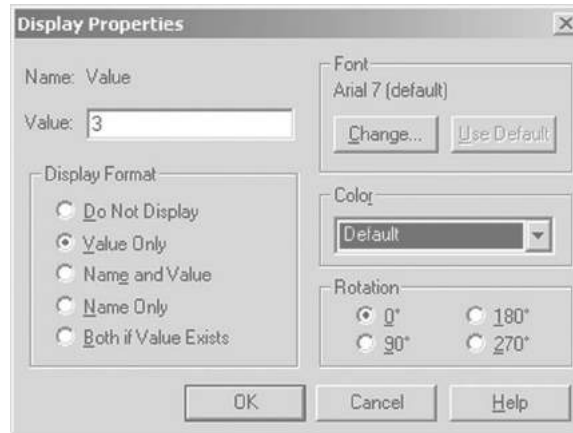 Display Properties
Name: Value
Value: 3
Display Format
Do Not Display
Value Only
Name and Value
Name Only
Both if Value Exists
Font
Arial 7 (default)
Change... Use Default
Color
Default
Rotation
0° 180°
90° 270°
OK Cancel Help